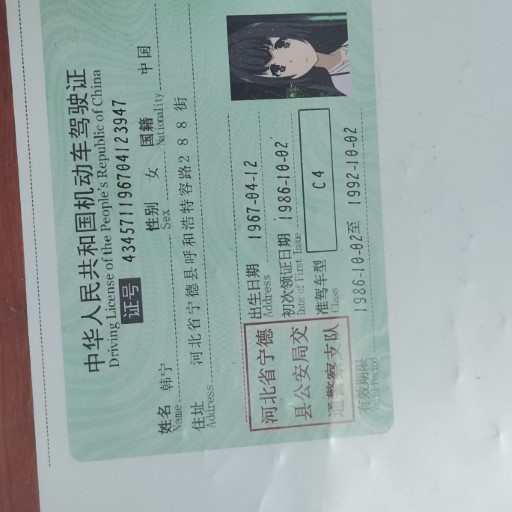 中华人民共和国机动车驾驶证
Driving License of the People's Republic of China
证号 434571196704123947
姓名 韩宁 性别 女 国籍 中国
Name Sex Nationality
住址 河北省宁德县呼和浩特容路288街
Address
出生日期 1967-04-12
Address
初次领证日期 1986-10-02
Date of First Issue
准驾车型 C4
Class
有效期限 1986-10-02至 1992-10-02
Valid Period
河北省宁德
县公安局交
通警察支队